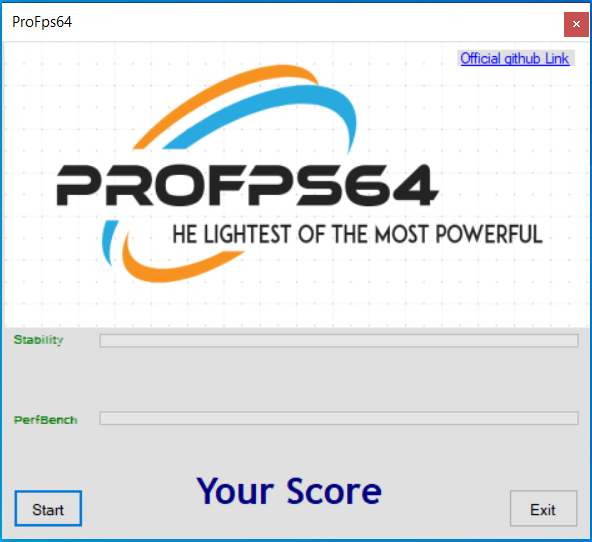 ProFps64
Official github Link
PROFPS64
HE LIGHTEST OF THE MOST POWERFUL
Stability
PerfBench
Your Score
Start
Exit